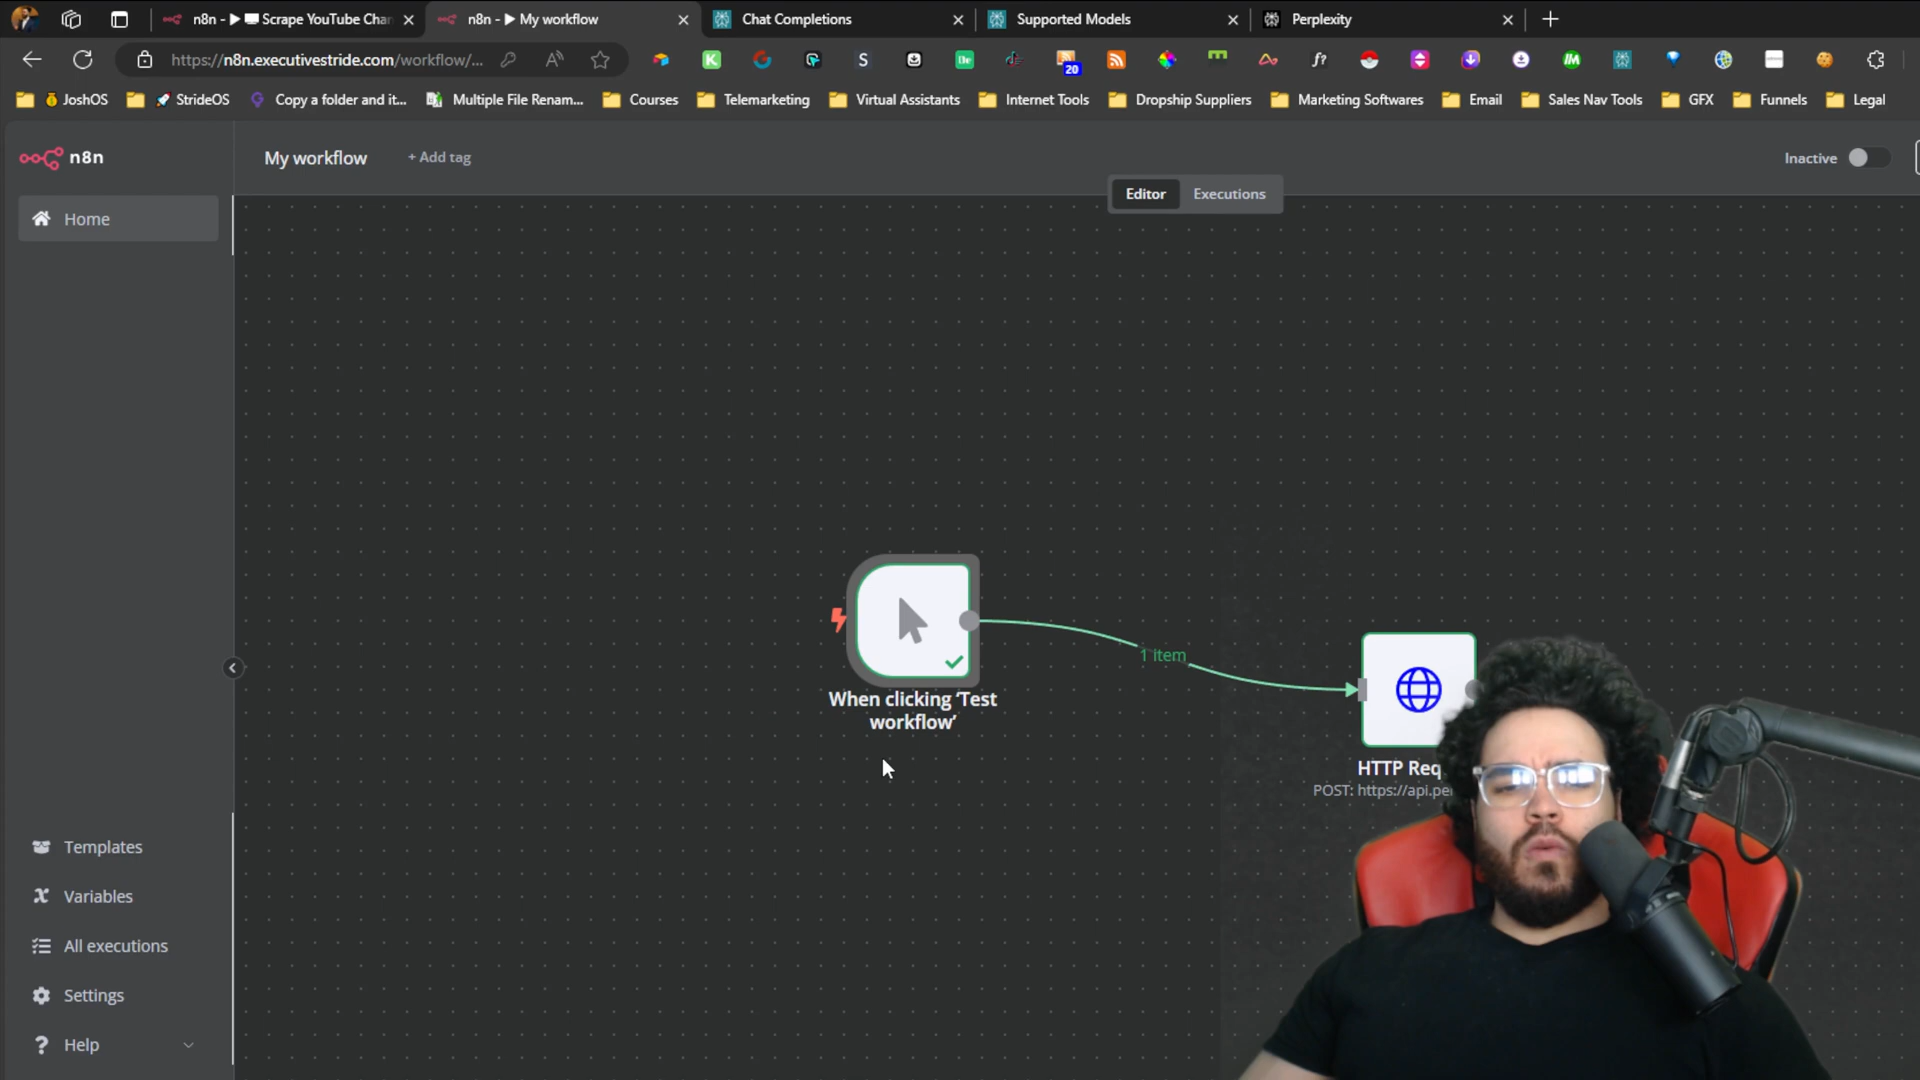 n8n - ▶ 🖥 Scrape YouTube Chan
n8n - ▶ My workflow
Chat Completions
Supported Models
Perplexity
https://n8n.executivestride.com/workflow/...
20
JoshOS
StrideOS
Copy a folder and it...
Multiple File Renam...
Courses
Telemarketing
Virtual Assistants
Internet Tools
Dropship Suppliers
Marketing Softwares
Email
Sales Nav Tools
GFX
Funnels
Legal
n8n
My workflow
+ Add tag
Inactive
Editor
Executions
Home
1 item
When clicking ‘Test
workflow’
HTTP Req
POST: https://api.pe
Templates
Variables
All executions
Settings
Help